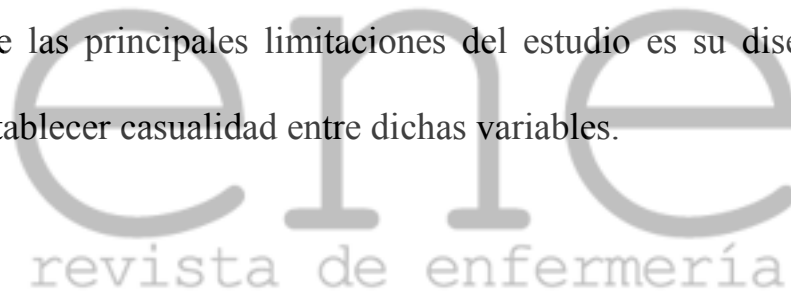 e las principales limitaciones del estudio es su dise
tablecer casualidad entre dichas variables.
ene
revista de enfermería